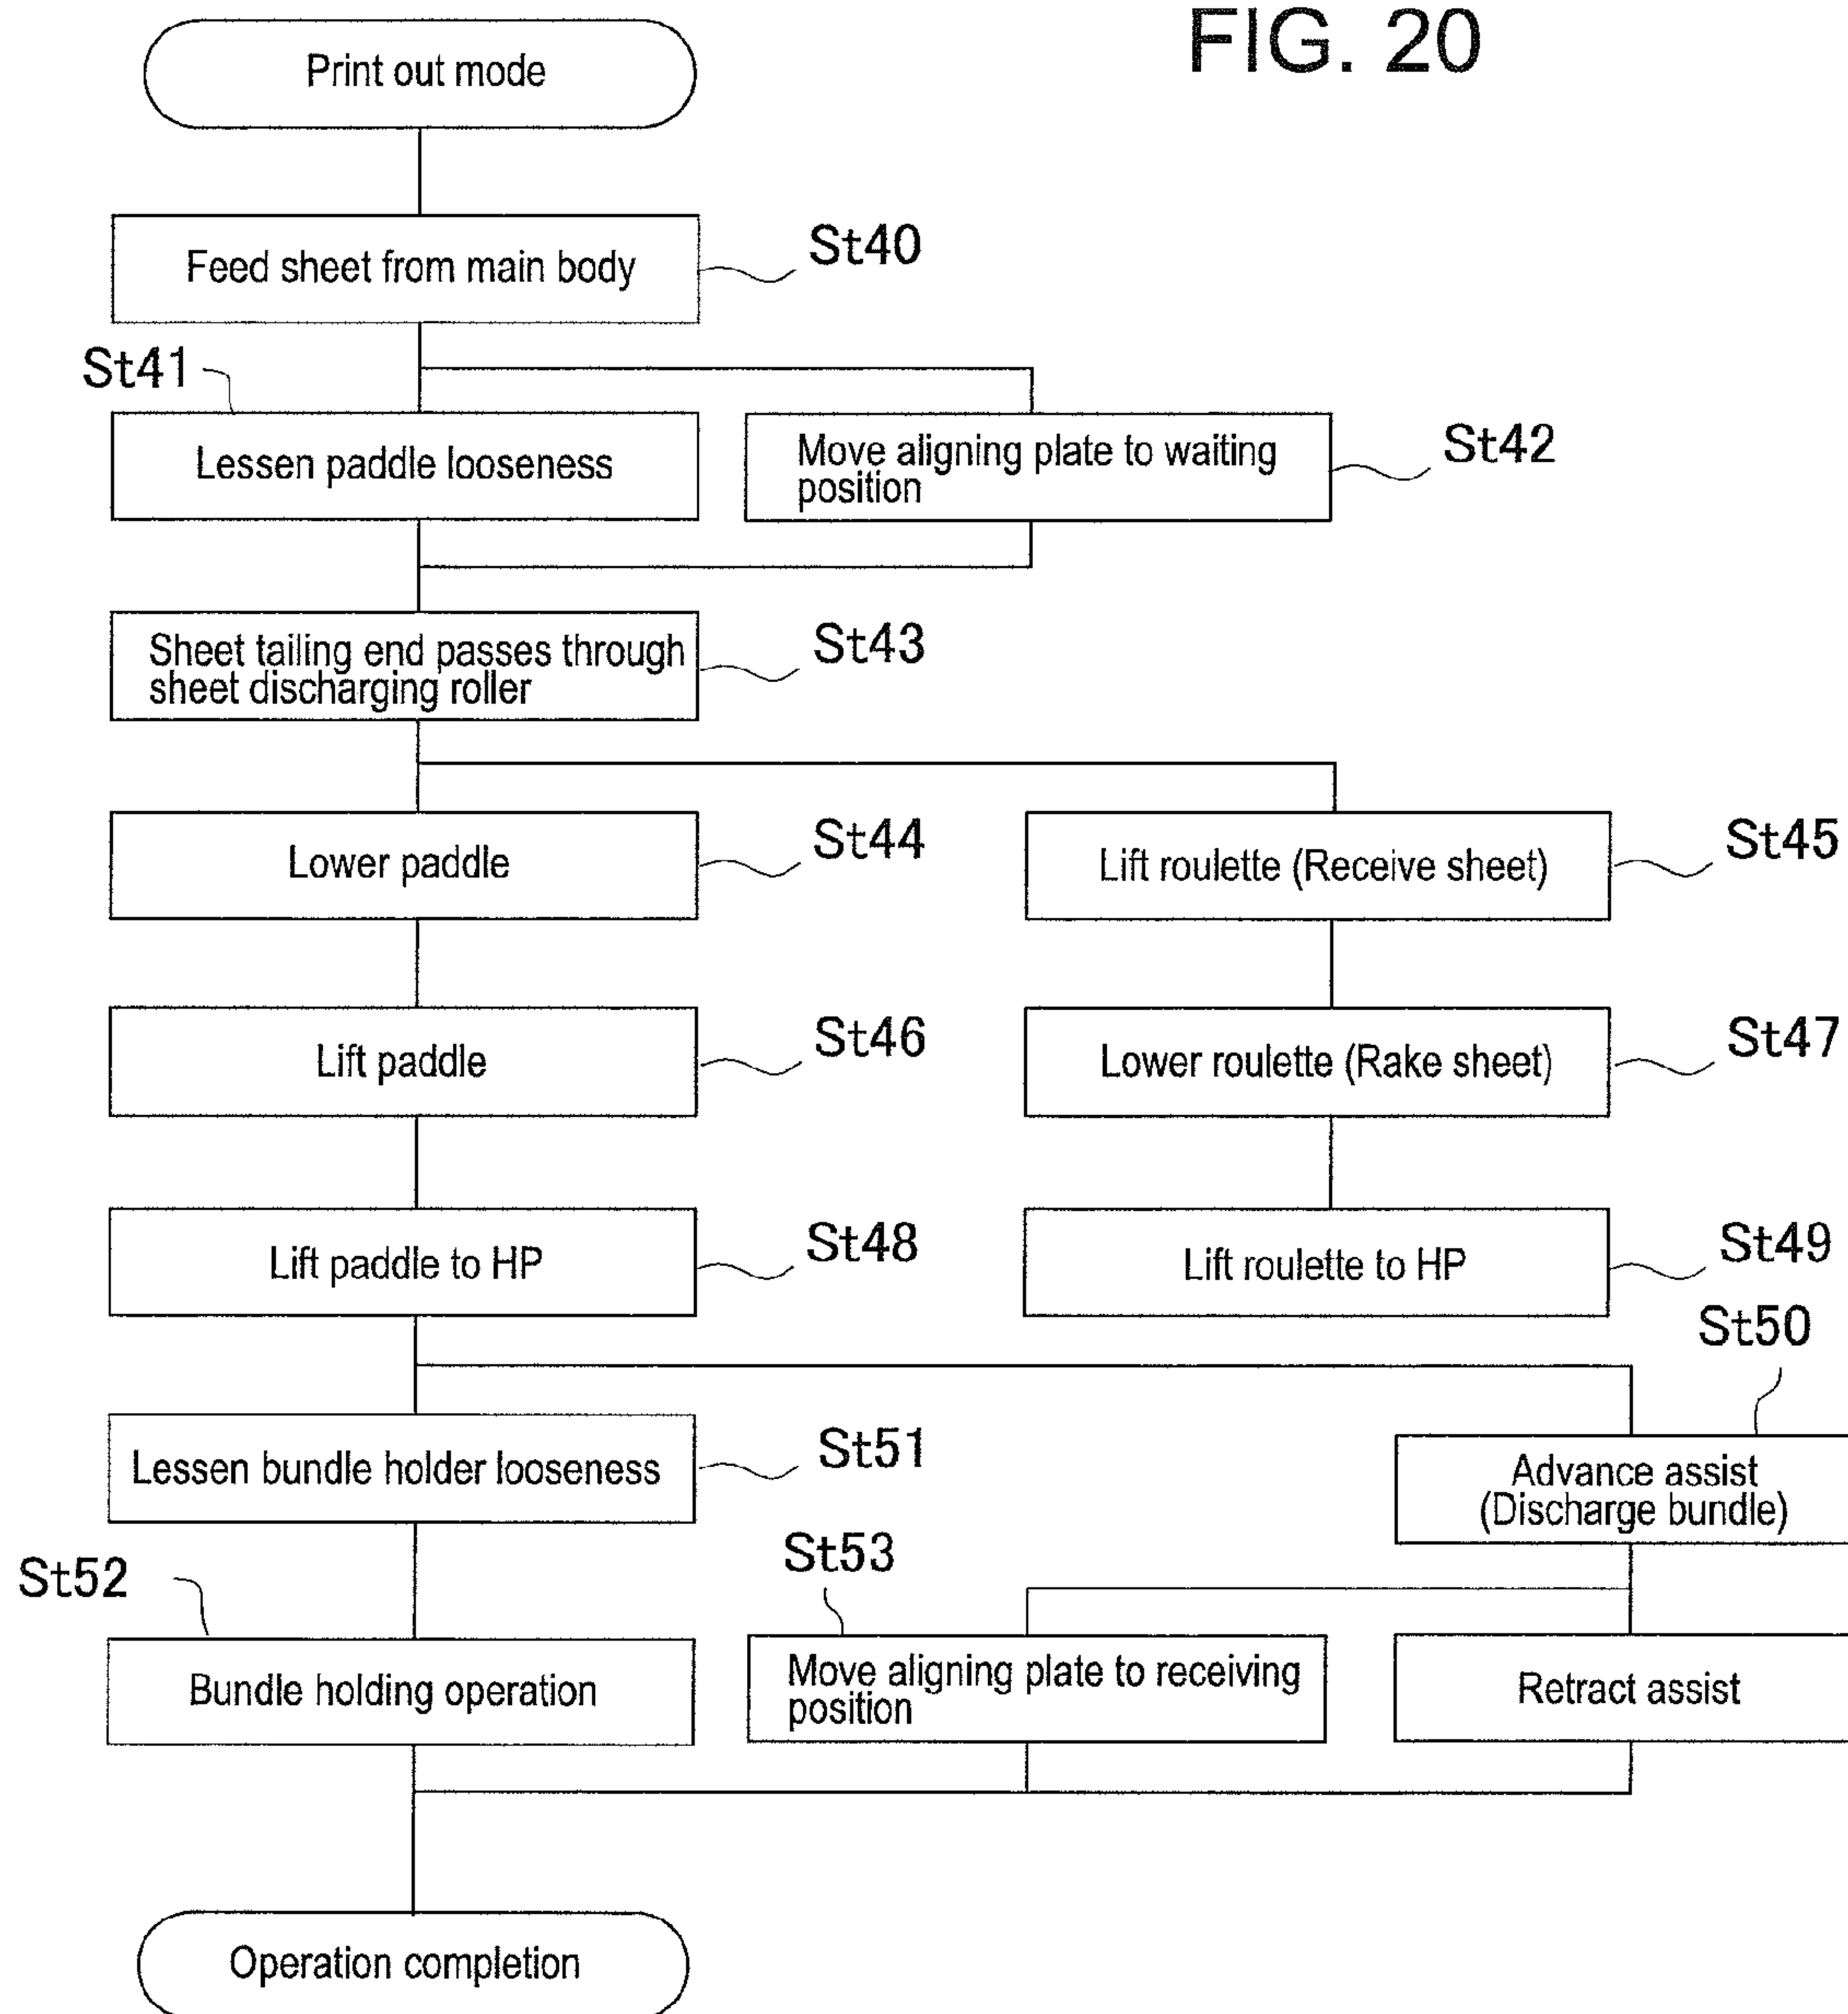 FIG. 20
Print out mode
Feed sheet from main body
St40
St41
Lessen paddle looseness
Move aligning plate to waiting
position
St42
Sheet tailing end passes through
sheet discharging roller
St43
Lower paddle
St44
Lift roulette (Receive sheet)
St45
Lift paddle
St46
Lower roulette (Rake sheet)
St47
Lift paddle to HP
St48
Lift roulette to HP
St49
St50
Lessen bundle holder looseness
St51
Advance assist
(Discharge bundle)
St52
St53
Bundle holding operation
Move aligning plate to receiving
position
Retract assist
Operation completion